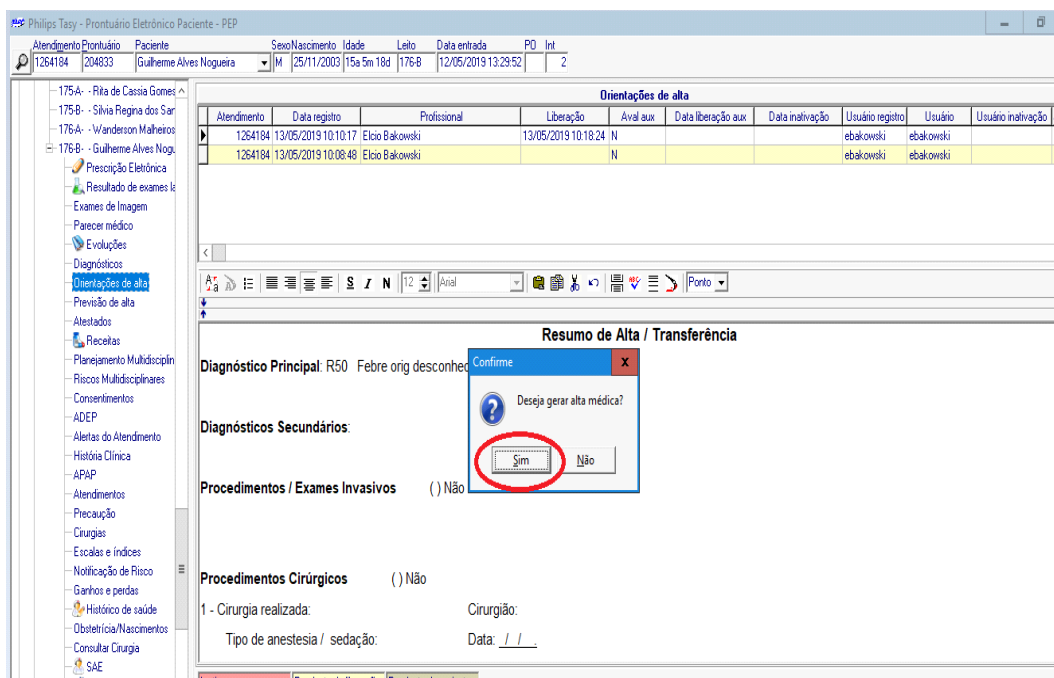 Philips Tasy - Prontuário Eletrônico Paciente - PEP
Atendimento Prontuário Paciente Sexo Nascimento Idade Leito Data entrada PO Int
1264184 204833 Guilherme Alves Nogueira M 25/11/2003 15a 5m 18d 176-B 12/05/2019 13:29:52 2
175-A- - Rita de Cassia Gomes
175-B- - Silvia Regina dos Sar
176-A- - Wanderson Malheiros
176-B- - Guilherme Alves Nogu
Prescrição Eletrônica
Resultado de exames la
Exames de Imagem
Parecer médico
Evoluções
Diagnósticos
Orientações de alta
Previsão de alta
Atestados
Receitas
Planejamento Multidisciplin
Riscos Multidisciplinares
Consentimentos
ADEP
Alertas do Atendimento
História Clínica
APAP
Atendimentos
Precaução
Cirurgias
Escalas e índices
Notificação de Risco
Ganhos e perdas
Histórico de saúde
Obstetrícia/Nascimentos
Consultar Cirurgia
SAE
Orientações de alta
Atendimento Data registro Profissional Liberação Aval aux Data liberação aux Data inativação Usuário registro Usuário Usuário inativação
1264184 13/05/2019 10:10:17 Elcio Bakowski 13/05/2019 10:18:24 N ebakowski ebakowski
1264184 13/05/2019 10:08:48 Elcio Bakowski N ebakowski ebakowski
S I N 12 Arial Ponto
Resumo de Alta / Transferência
Diagnóstico Principal: R50 Febre orig desconhec
Diagnósticos Secundários:
Procedimentos / Exames Invasivos ( ) Não
Procedimentos Cirúrgicos ( ) Não
1 - Cirurgia realizada: Cirurgião:
Tipo de anestesia / sedação: Data: / / .
Confirme
x
Deseja gerar alta médica?
Sim Não